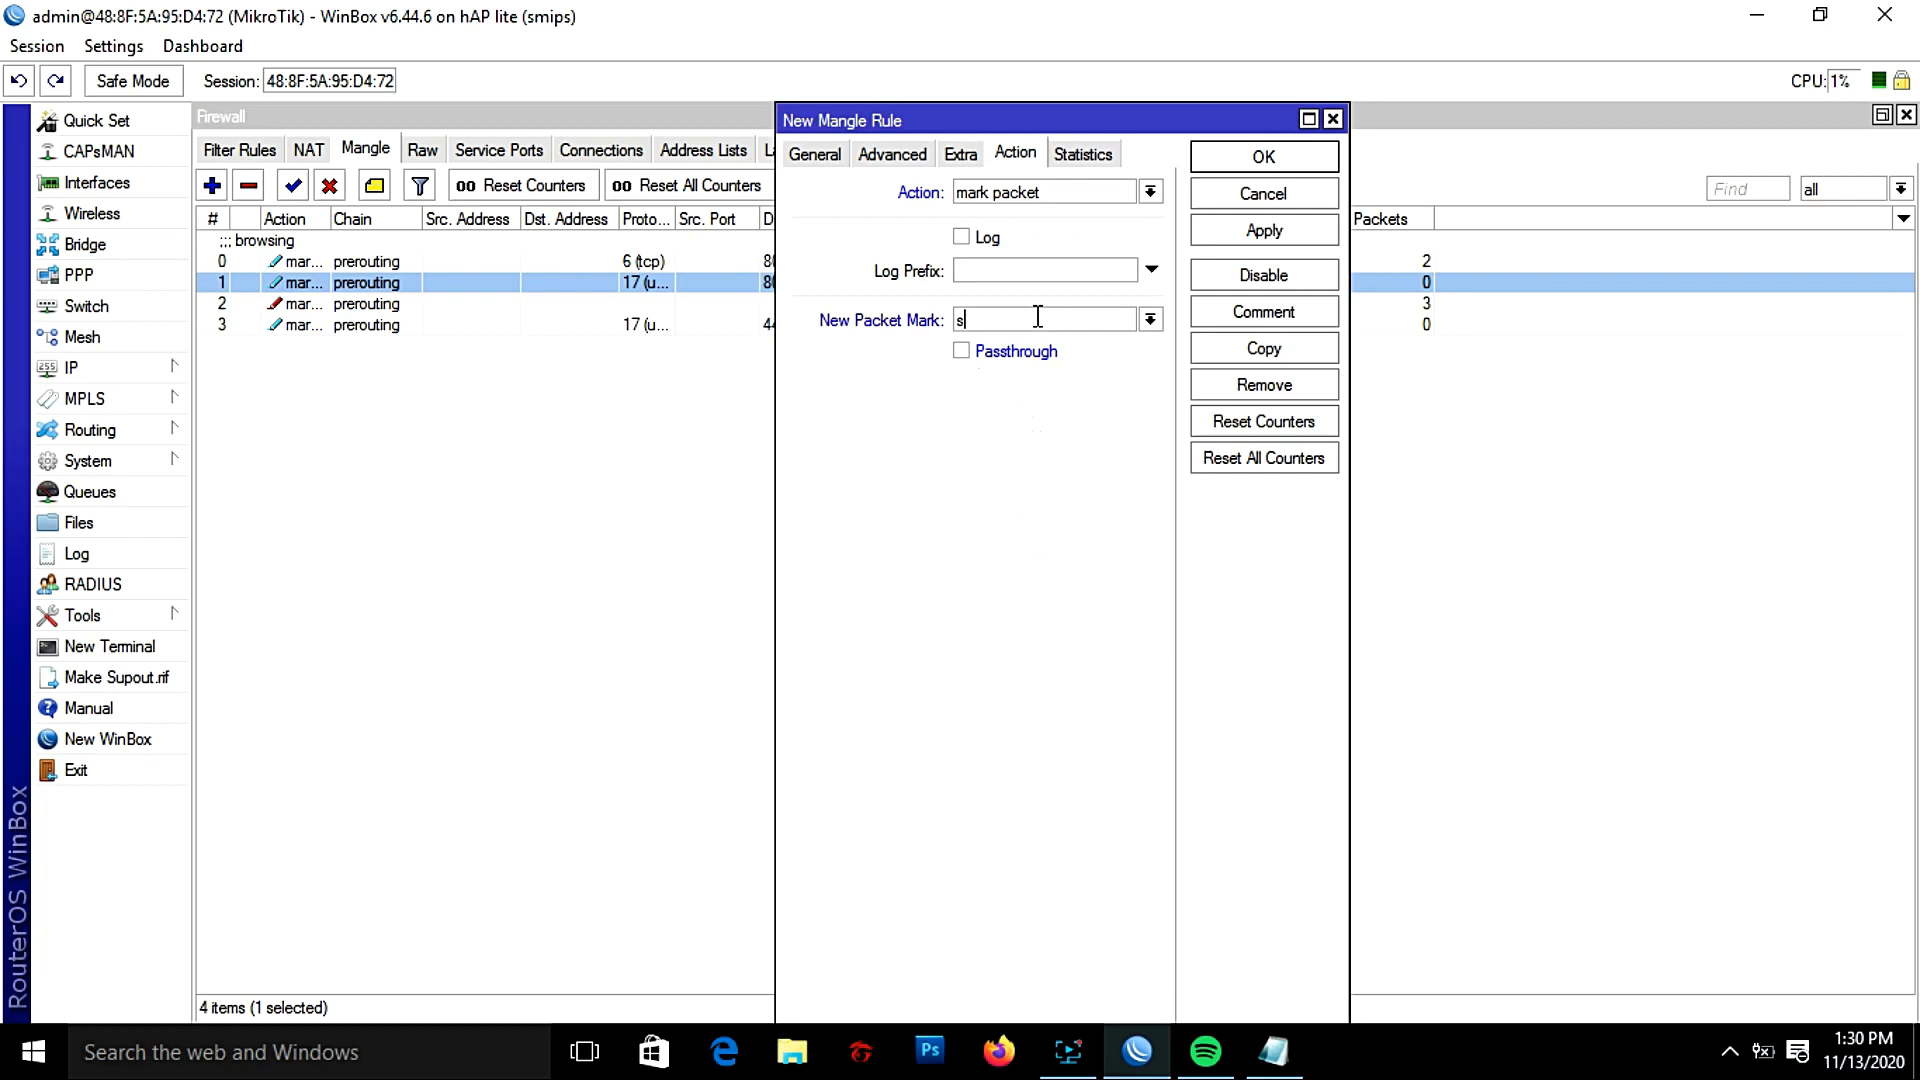 admin@48:8F:5A:95:D4:72 (MikroTik) - WinBox v6.44.6 on hAP lite (smips)
Session Settings Dashboard
Safe Mode Session: 48:8F:5A:95:D4:72 CPU: 1%
Quick Set
CAPsMAN
Interfaces
Wireless
Bridge
PPP
Switch
Mesh
IP
MPLS
Routing
System
Queues
Files
Log
RADIUS
Tools
New Terminal
Make Supout.rif
Manual
New WinBox
Exit
RouterOS WinBox
Firewall
Filter Rules NAT Mangle Raw Service Ports Connections Address Lists
00 Reset Counters 00 Reset All Counters Find all
# Action Chain Src. Address Dst. Address Proto... Src. Port D Packets
::: browsing
0 mar... prerouting 6 (tcp) 80 2
1 mar... prerouting 17 (u... 80 0
2 mar... prerouting 3
3 mar... prerouting 17 (u... 44 0
4 items (1 selected)
New Mangle Rule
General Advanced Extra Action Statistics
Action: mark packet
Log
Log Prefix:
New Packet Mark: s
Passthrough
OK
Cancel
Apply
Disable
Comment
Copy
Remove
Reset Counters
Reset All Counters
Search the web and Windows
Ps
1:30 PM
11/13/2020